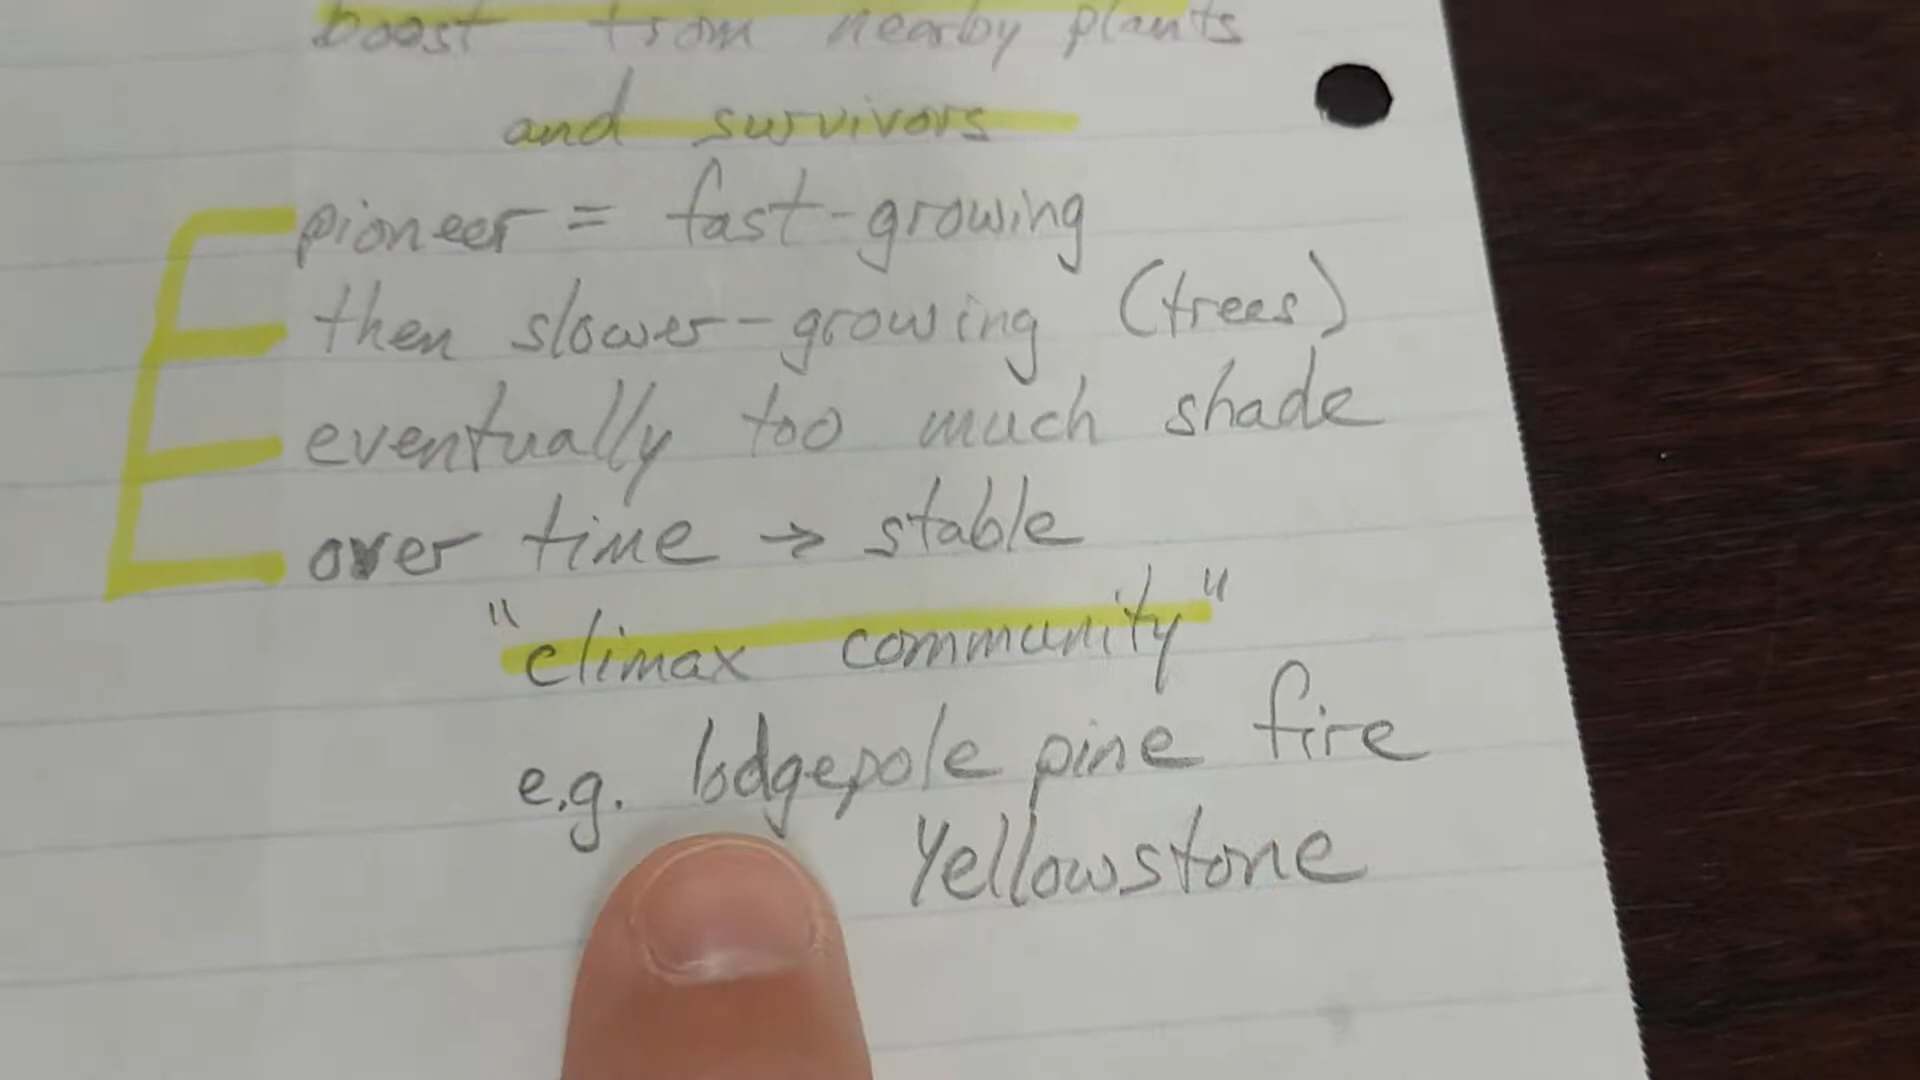 boost from nearby plants
and survivors
pioneer = fast-growing
then slower-growing (trees)
eventually too much shade
over time → stable
"climax community"
e.g. lodgepole pine fire
Yellowstone